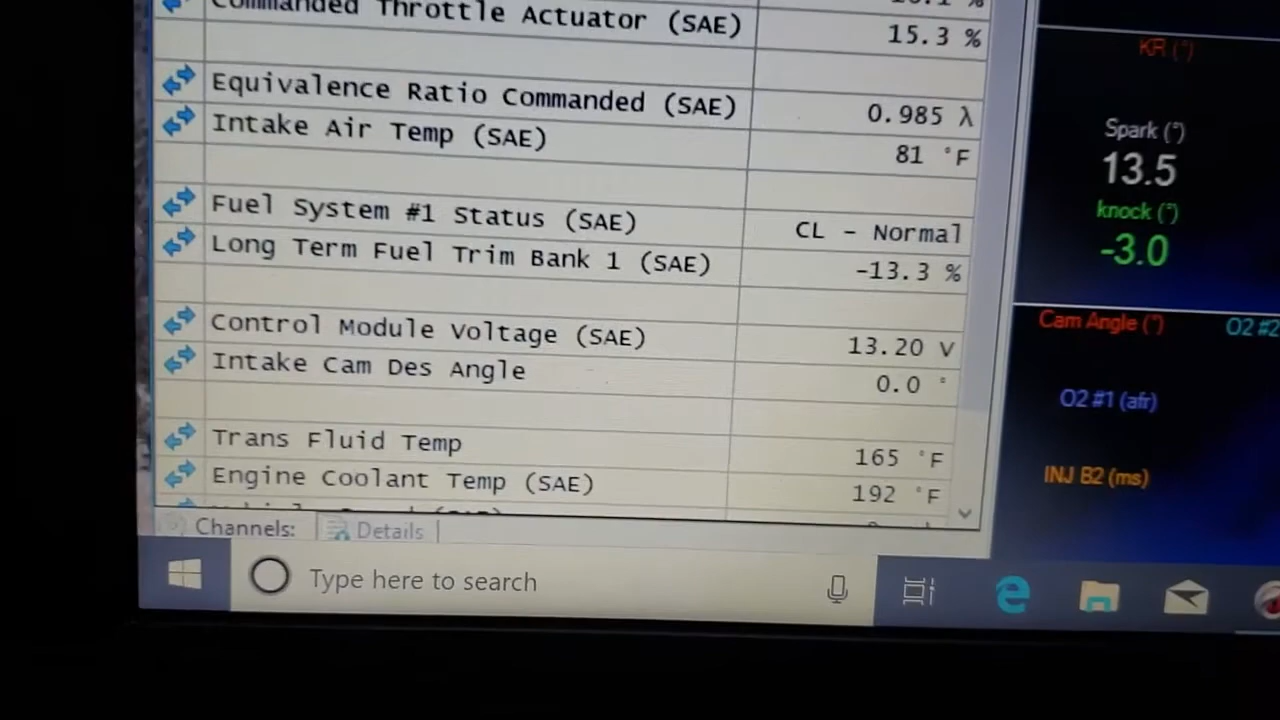 Commanded Throttle Actuator (SAE) 15.3 %
Equivalence Ratio Commanded (SAE) 0.985 λ
Intake Air Temp (SAE) 81 °F
Fuel System #1 Status (SAE) CL - Normal
Long Term Fuel Trim Bank 1 (SAE) -13.3 %
Control Module Voltage (SAE) 13.20 V
Intake Cam Des Angle 0.0 °
Trans Fluid Temp 165 °F
Engine Coolant Temp (SAE) 192 °F
Channels: Details
KR (°)
Spark (°)
13.5
knock (°)
-3.0
Cam Angle (°) O2 #2
O2 #1 (afr)
INJ B2 (ms)
Type here to search